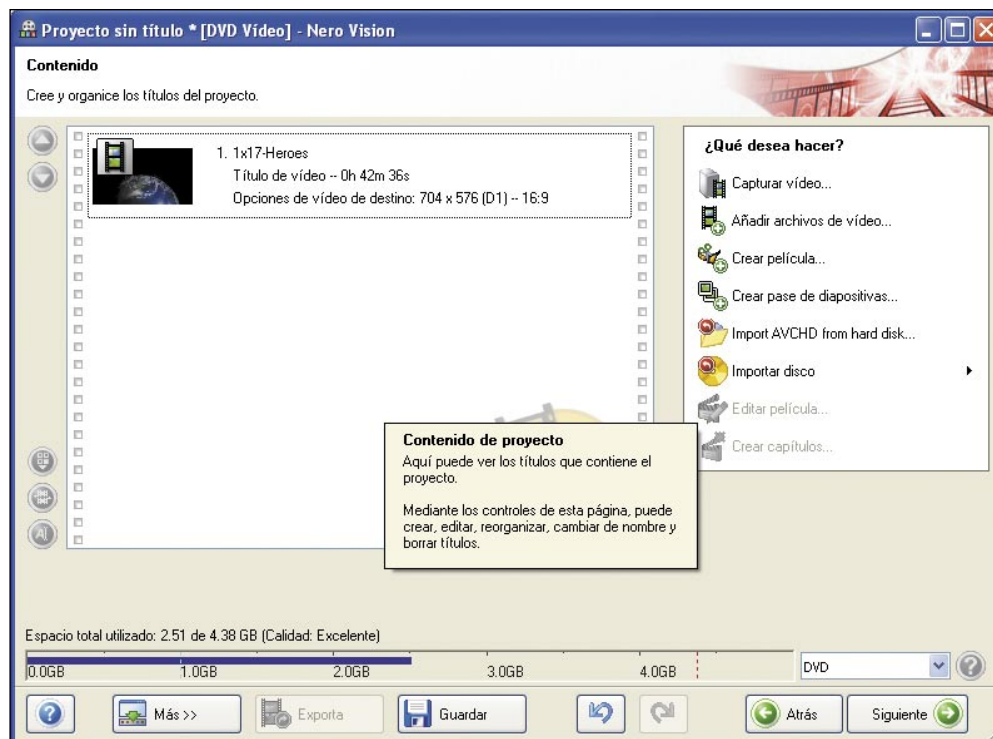 Proyecto sin título * [DVD Vídeo] - Nero Vision
Contenido
Cree y organice los títulos del proyecto.
1. 1x17-Heroes
Título de vídeo -- 0h 42m 36s
Opciones de vídeo de destino: 704 x 576 (D1) -- 16:9
¿Qué desea hacer?
Capturar vídeo...
Añadir archivos de vídeo...
Crear película...
Crear pase de diapositivas...
Import AVCHD from hard disk...
Importar disco
Editar película...
Crear capítulos...
Contenido de proyecto
Aquí puede ver los títulos que contiene el
proyecto.
Mediante los controles de esta página, puede
crear, editar, reorganizar, cambiar de nombre y
borrar títulos.
Espacio total utilizado: 2.51 de 4.38 GB (Calidad: Excelente)
0.0GB 1.0GB 2.0GB 3.0GB 4.0GB
DVD
Más >>
Exporta
Guardar
Atrás
Siguiente